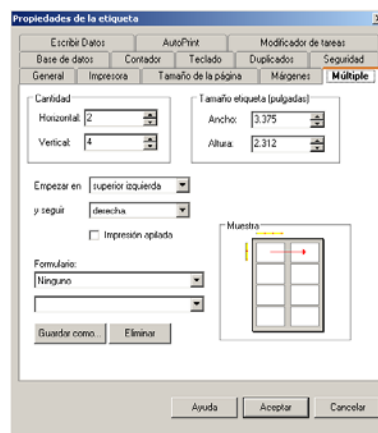 Propiedades de la etiqueta
Escribir Datos AutoPrint Modificador de tareas
Base de datos Contador Teclado Duplicados Seguridad
General Impresora Tamaño de la página Márgenes Múltiple
Cantidad
Horizontal: 2
Vertical: 4
Tamaño etiqueta (pulgadas)
Ancho: 3.375
Altura: 2.312
Empezar en superior izquierda
y seguir derecha
Impresión apilada
Muestra
Formulario:
Ninguno
Guardar como... Eliminar
Ayuda Aceptar Cancelar